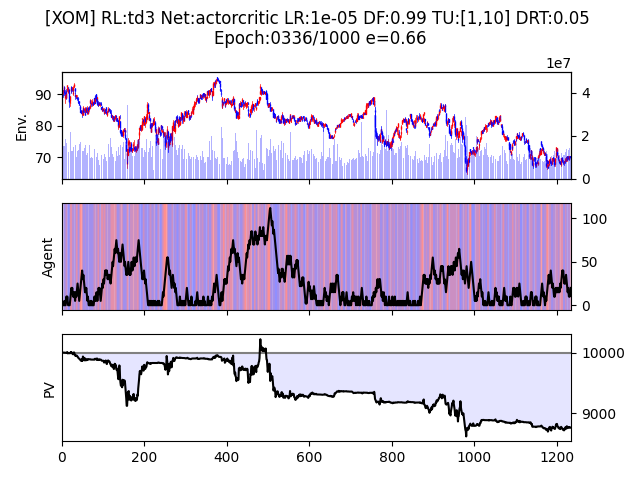 [XOM] RL:td3 Net:actorcritic LR:1e-05 DF:0.99 TU:[1,10] DRT:0.05
Epoch:0336/1000 e=0.66
1e7
Env.
90
80
70
4
2
0
Agent
100
50
0
PV
10000
9000
0 200 400 600 800 1000 1200